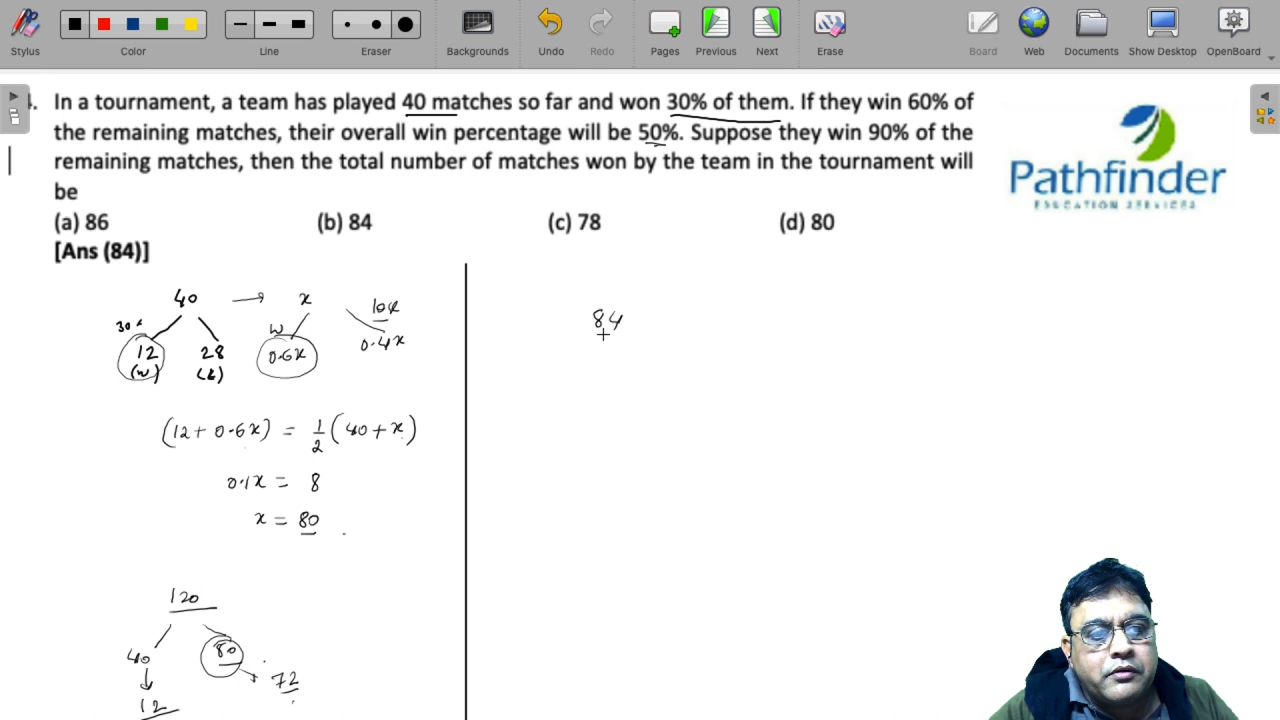 Stylus
Color
Line
Eraser
Backgrounds
Undo
Redo
Pages
Previous
Next
Erase
Board
Web
Documents
Show Desktop
OpenBoard
4. In a tournament, a team has played 40 matches so far and won 30% of them. If they win 60% of
the remaining matches, their overall win percentage will be 50%. Suppose they win 90% of the
remaining matches, then the total number of matches won by the team in the tournament will
be
(a) 86 (b) 84 (c) 78 (d) 80
[Ans (84)]
Pathfinder
EDUCATION SERVICES
40 → x
12 28 0.6x 0.4x
(w) (L)
w
(12 + 0.6x) = 1/2 (40 + x)
0.1x = 8
x = 80
120
40 80
72
12
84